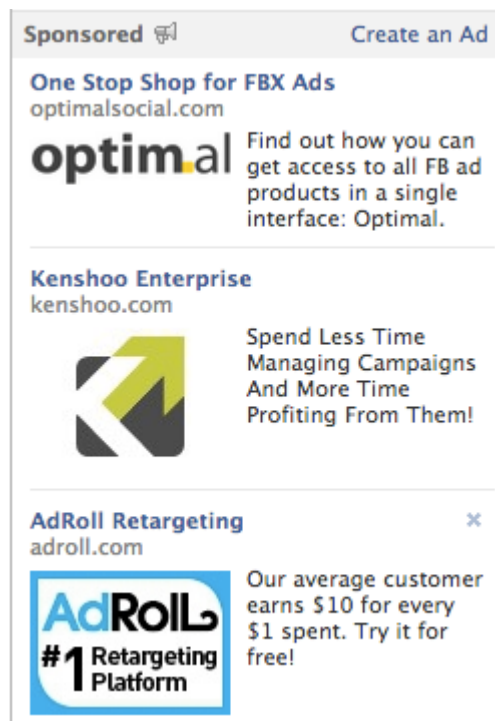 Sponsored
Create an Ad
One Stop Shop for FBX Ads
optimalsocial.com
optim.al
Find out how you can
get access to all FB ad
products in a single
interface: Optimal.
Kenshoo Enterprise
kenshoo.com
K
Spend Less Time
Managing Campaigns
And More Time
Profiting From Them!
AdRoll Retargeting
adroll.com
AdRoll
#1 Retargeting
Platform
Our average customer
earns $10 for every
$1 spent. Try it for
free!